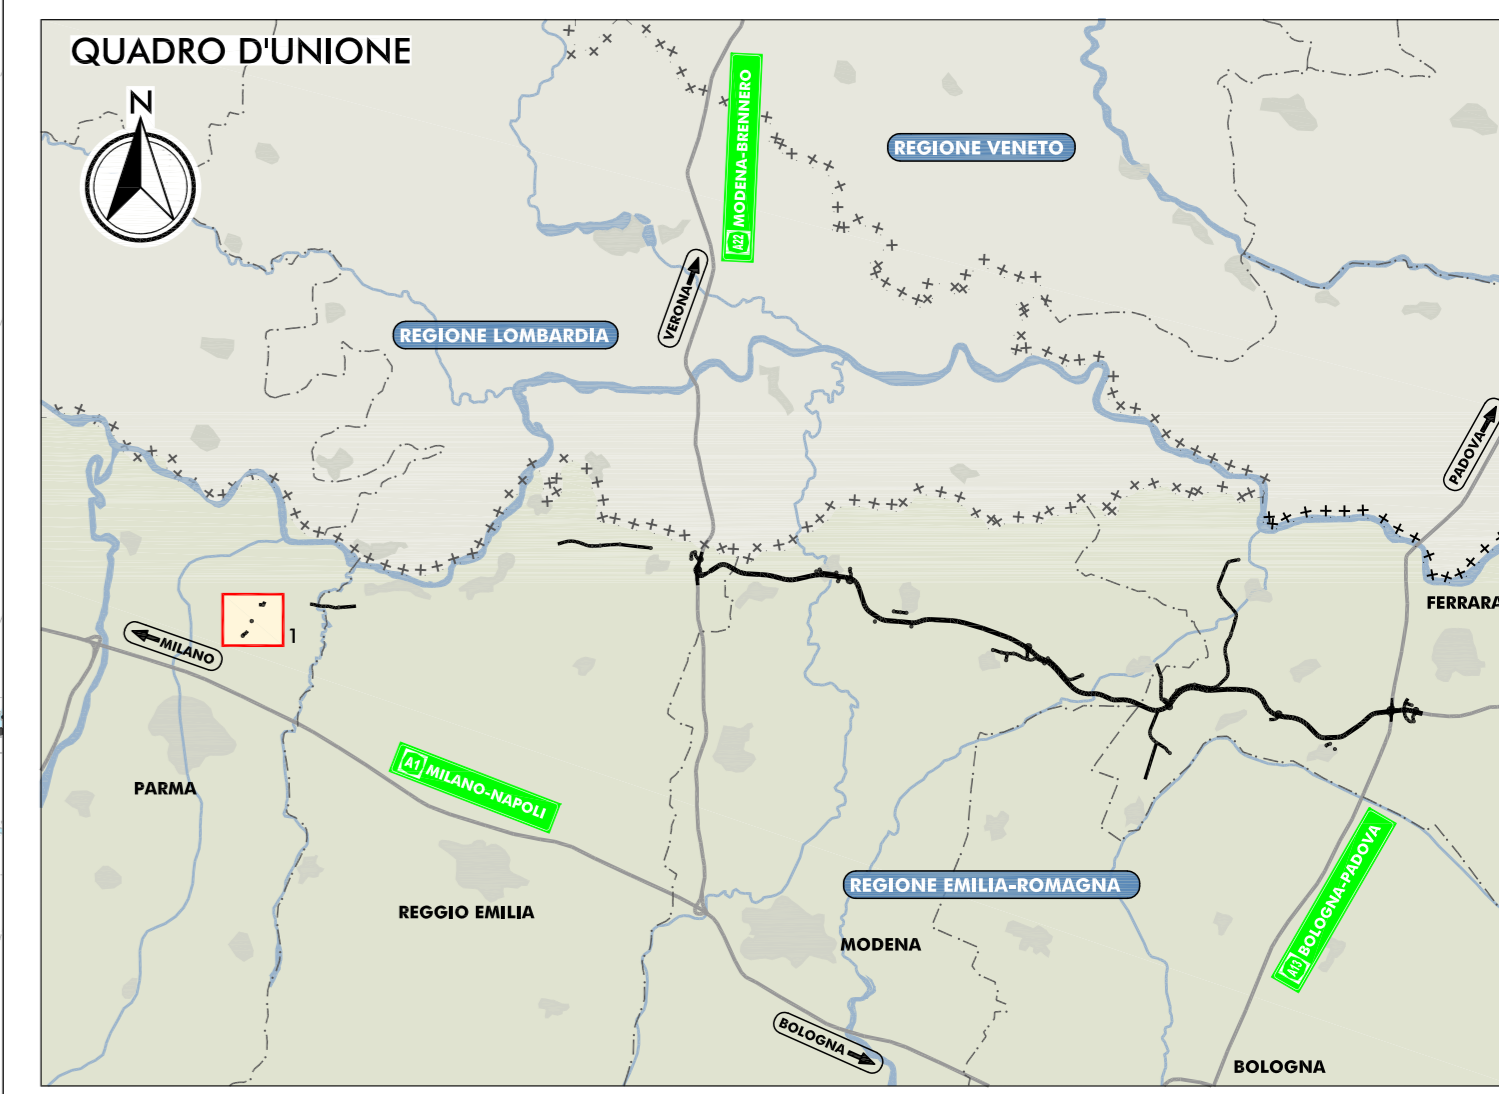 QUADRO D'UNIONE
N
A22 MODENA-BRENNERO
REGIONE VENETO
VERONA
REGIONE LOMBARDIA
PADOVA
FERRARA
1
MILANO
PARMA
A1 MILANO-NAPOLI
REGIONE EMILIA-ROMAGNA
A13 BOLOGNA-PADOVA
REGGIO EMILIA
MODENA
BOLOGNA
BOLOGNA